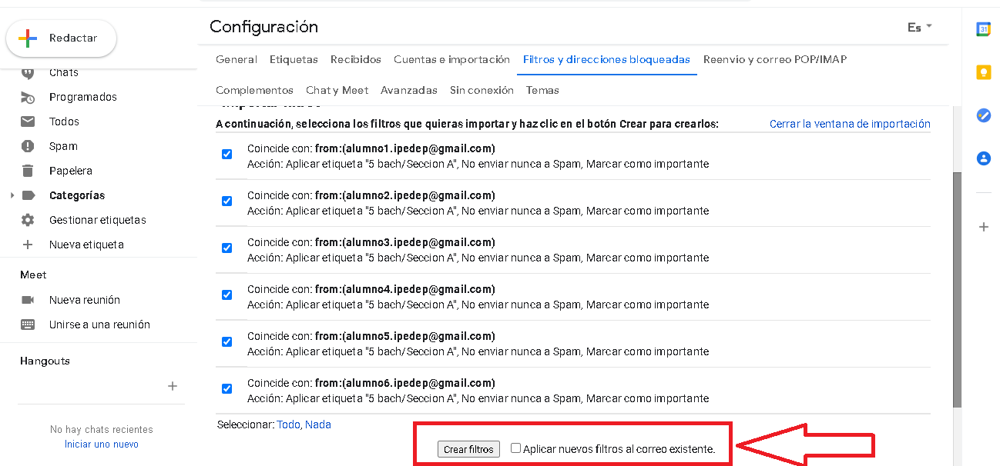 Configuración
Es
Redactar
General Etiquetas Recibidos Cuentas e importación Filtros y direcciones bloqueadas Reenvío y correo POP/IMAP
Complementos Chat y Meet Avanzadas Sin conexión Temas
Chats
Programados
Todos
Spam
Papelera
Categorías
Gestionar etiquetas
Nueva etiqueta
Meet
Nueva reunión
Unirse a una reunión
Hangouts
No hay chats recientes
Iniciar uno nuevo
A continuación, selecciona los filtros que quieras importar y haz clic en el botón Crear para crearlos: Cerrar la ventana de importación
Coincide con: from:(alumno1.ipedep@gmail.com)
Acción: Aplicar etiqueta "5 bach/Seccion A", No enviar nunca a Spam, Marcar como importante
Coincide con: from:(alumno2.ipedep@gmail.com)
Acción: Aplicar etiqueta "5 bach/Seccion A", No enviar nunca a Spam, Marcar como importante
Coincide con: from:(alumno3.ipedep@gmail.com)
Acción: Aplicar etiqueta "5 bach/Seccion A", No enviar nunca a Spam, Marcar como importante
Coincide con: from:(alumno4.ipedep@gmail.com)
Acción: Aplicar etiqueta "5 bach/Seccion A", No enviar nunca a Spam, Marcar como importante
Coincide con: from:(alumno5.ipedep@gmail.com)
Acción: Aplicar etiqueta "5 bach/Seccion A", No enviar nunca a Spam, Marcar como importante
Coincide con: from:(alumno6.ipedep@gmail.com)
Acción: Aplicar etiqueta "5 bach/Seccion A", No enviar nunca a Spam, Marcar como importante
Seleccionar: Todo, Nada
Crear filtros Aplicar nuevos filtros al correo existente.
31